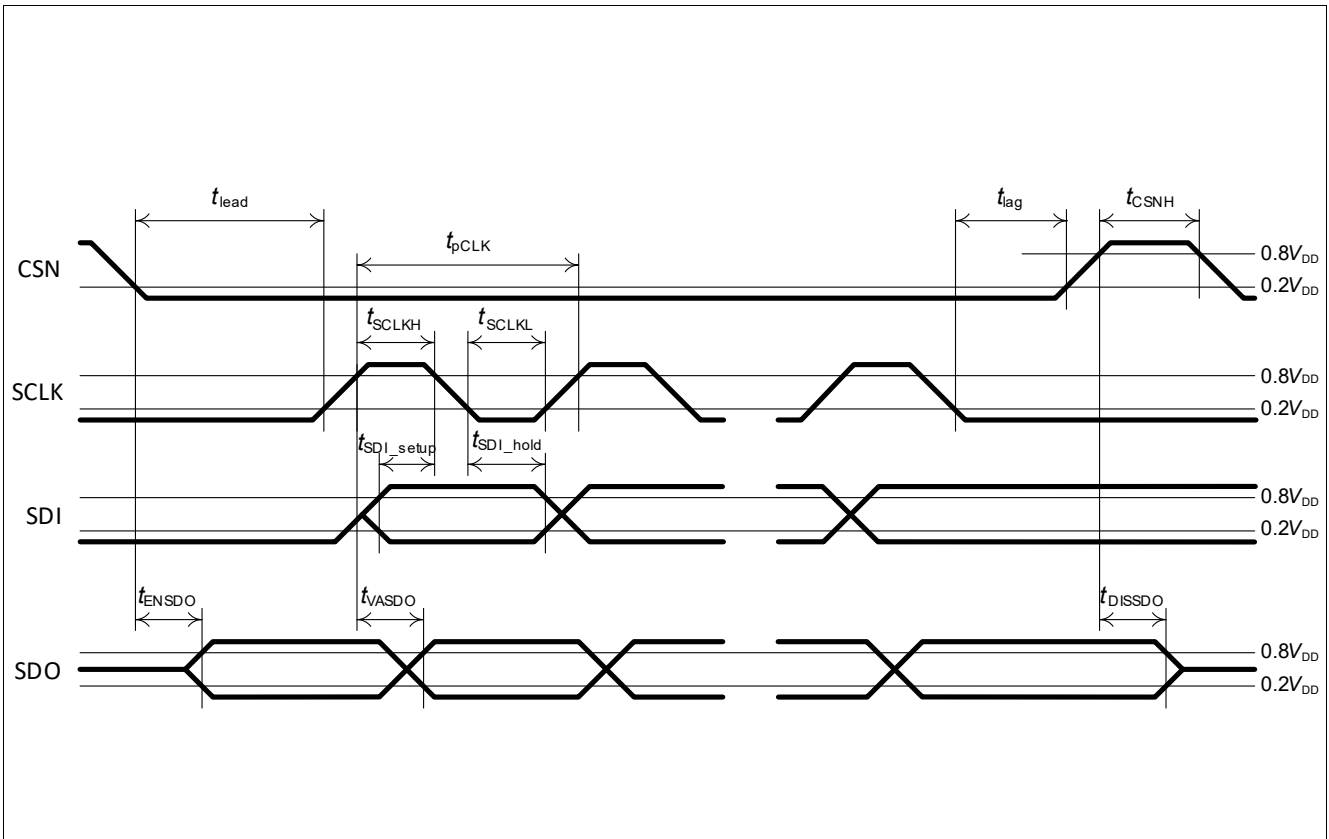 tlead
tlag
tCSNH
tpCLK
CSN
0.8VDD
0.2VDD
tSCLKH
tSCLKL
SCLK
0.8VDD
0.2VDD
tSDI_setup
tSDI_hold
SDI
0.8VDD
0.2VDD
tENSDO
tVASDO
tDISSDO
SDO
0.8VDD
0.2VDD